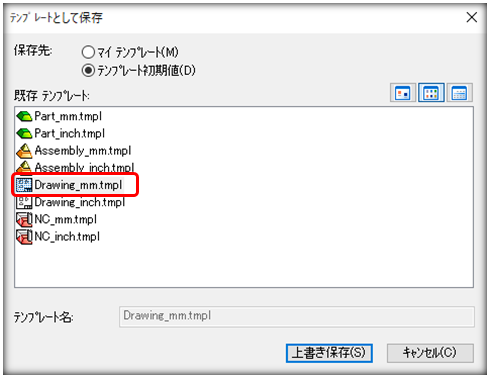 ﾃﾝﾌﾟﾚｰﾄとして保存
保存先:
マイ テンプレート(M)
テンプレート初期値(D)
既存 テンプレート:
Part_mm.tmpl
Part_inch.tmpl
Assembly_mm.tmpl
Assembly_inch.tmpl
Drawing_mm.tmpl
Drawing_inch.tmpl
NC_mm.tmpl
NC_inch.tmpl
テンプレート名:
Drawing_mm.tmpl
上書き保存(S)
キャンセル(C)